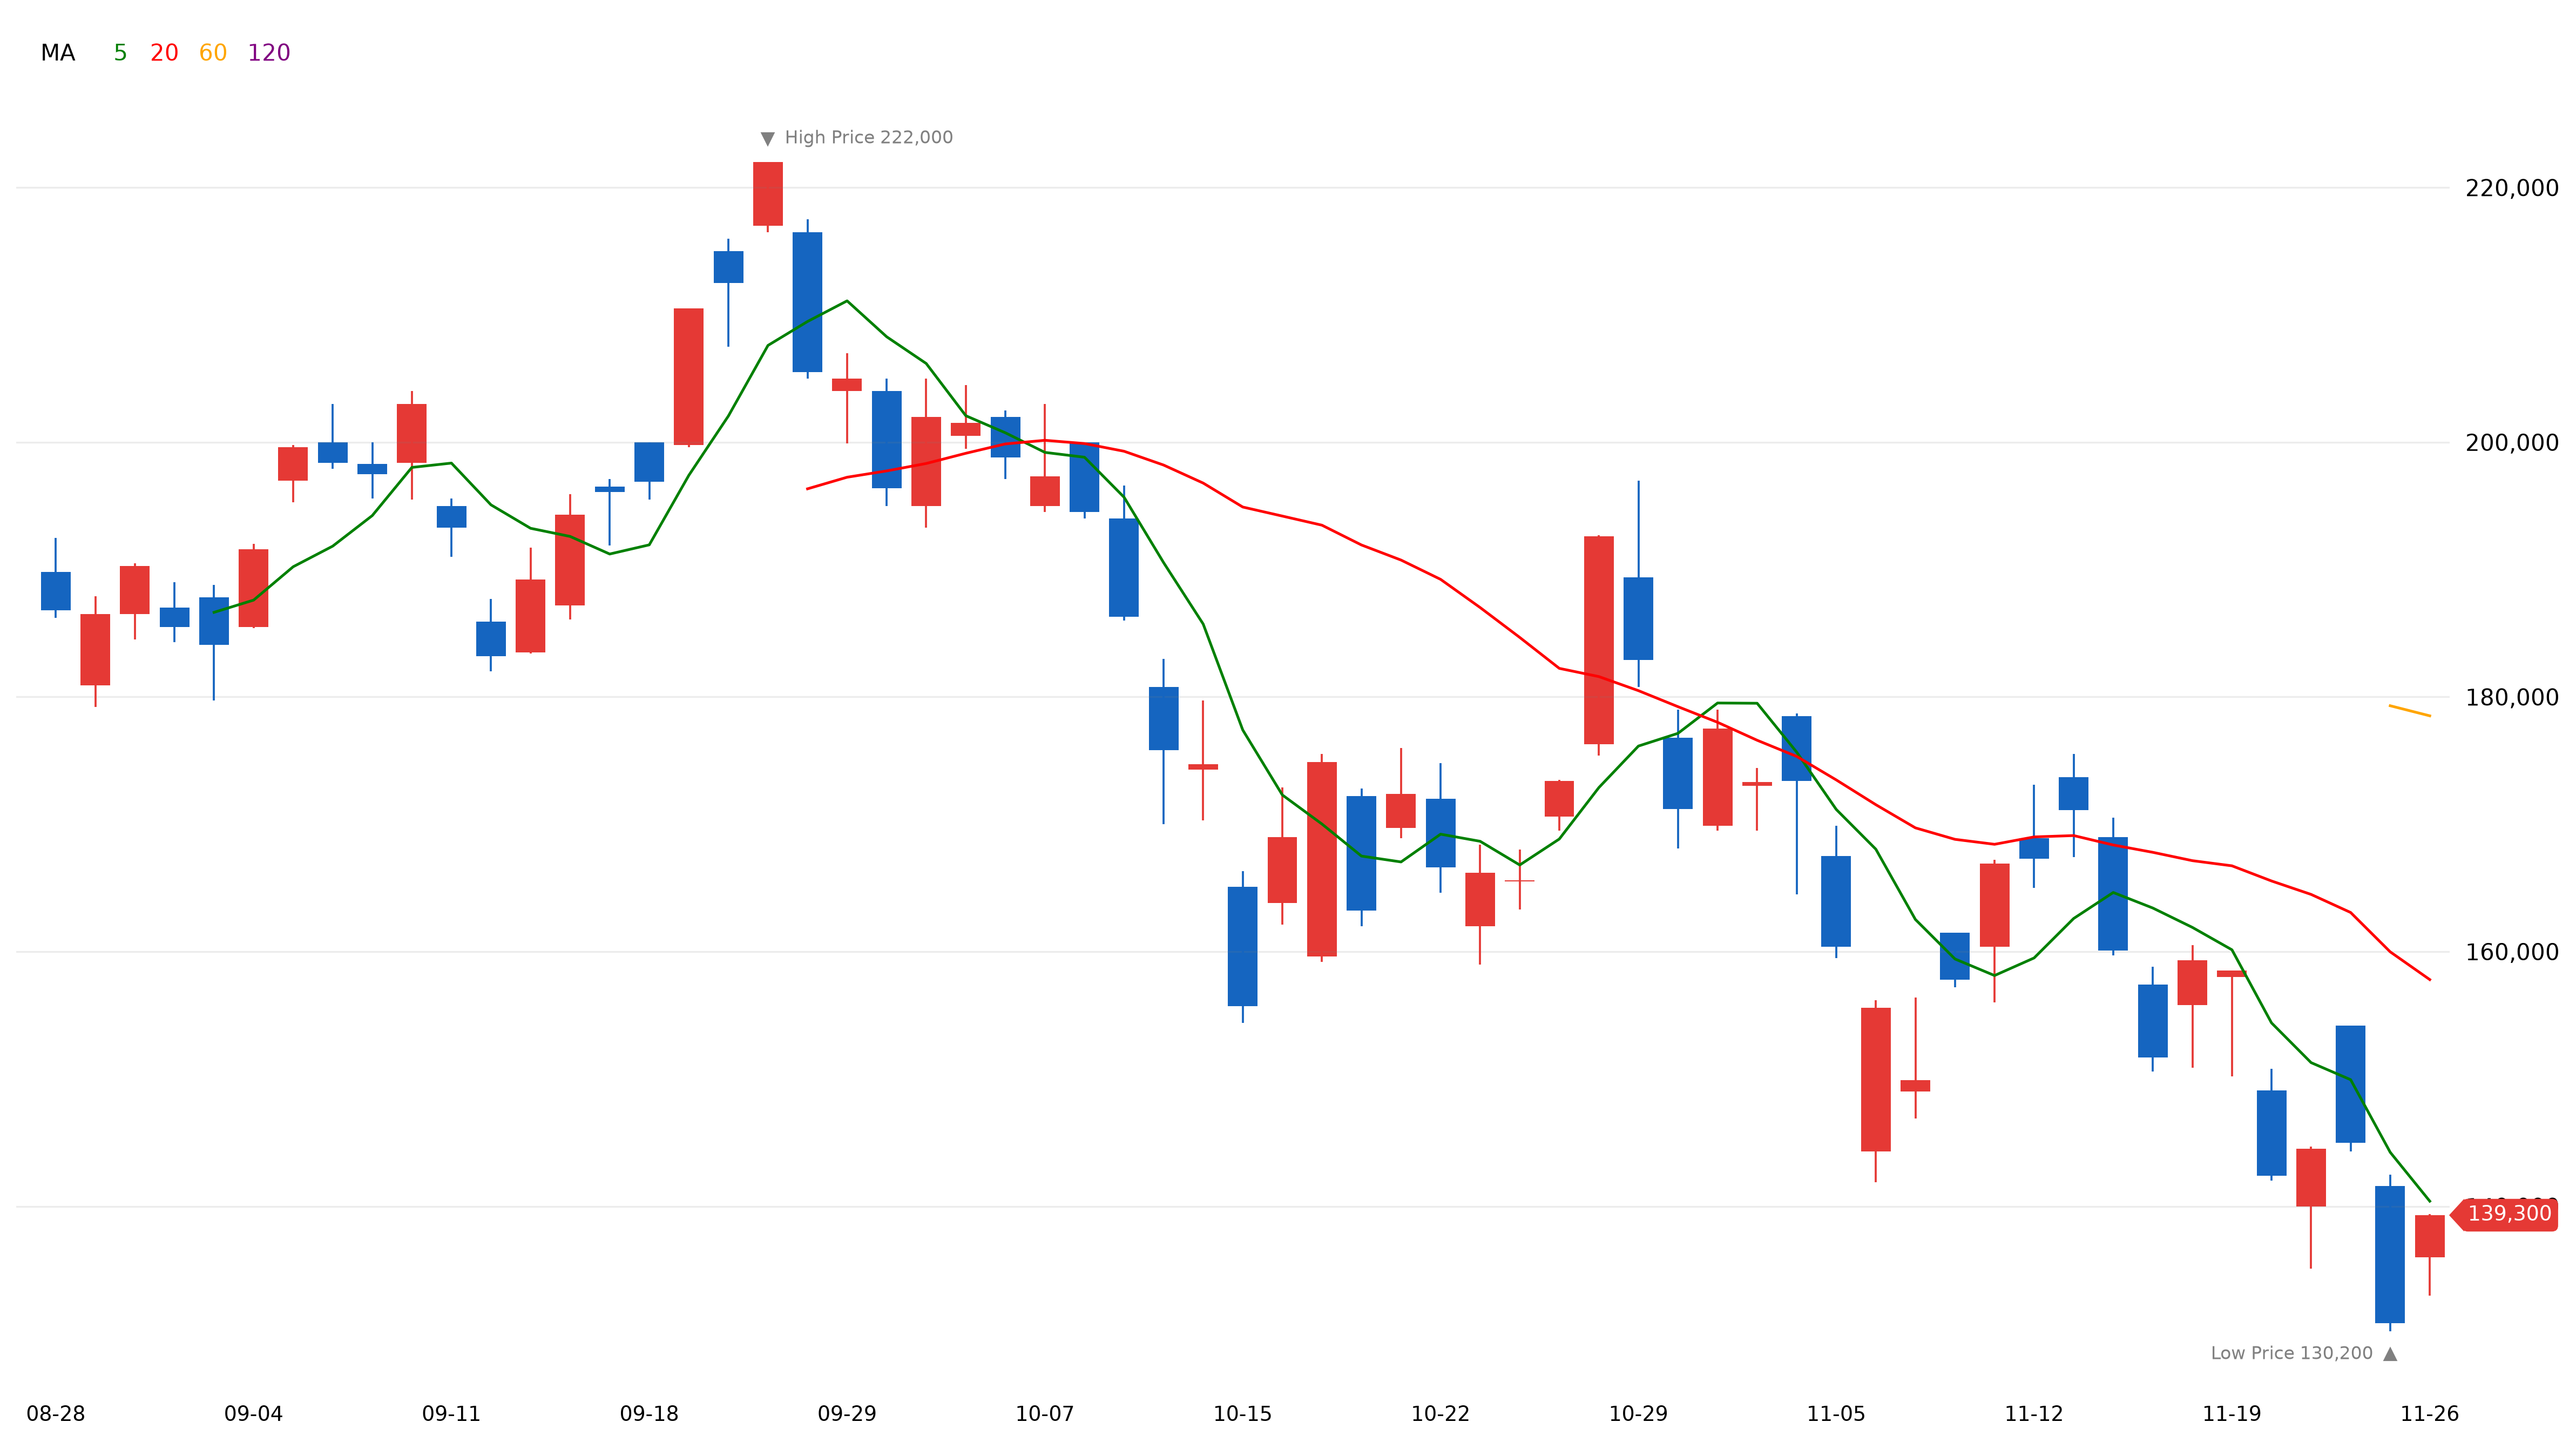 MA 5 20 60 120
▼ High Price 222,000
220,000
200,000
180,000
160,000
139,300
Low Price 130,200 ▲
08-28 09-04 09-11 09-18 09-29 10-07 10-15 10-22 10-29 11-05 11-12 11-19 11-26